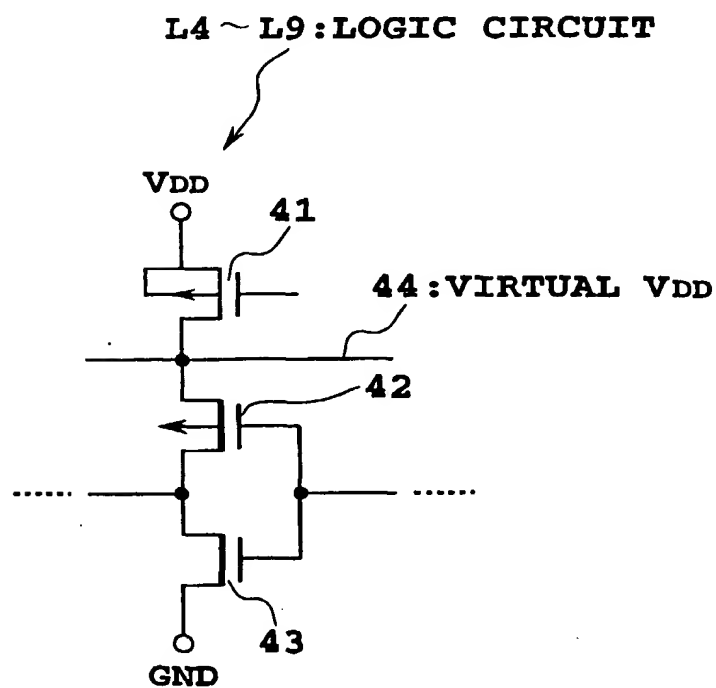 L4~L9:LOGIC CIRCUIT
VDD
41
44:VIRTUAL VDD
42
43
GND